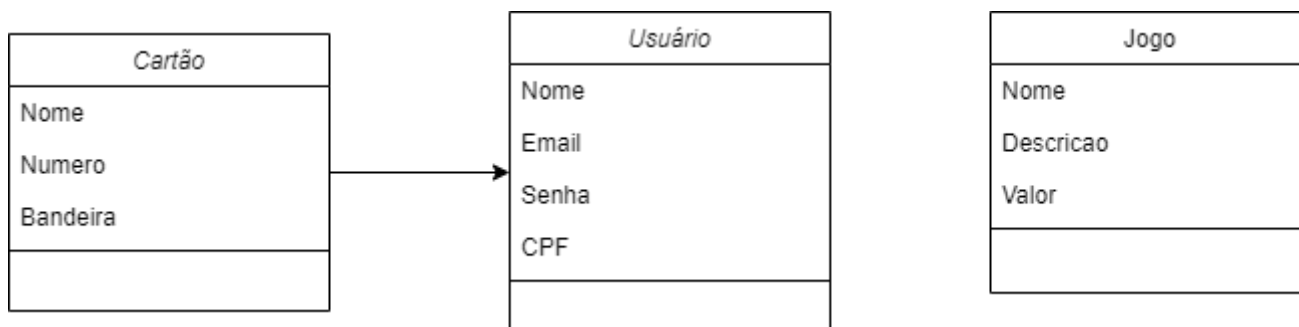 Cartão
Nome
Numero
Bandeira
Usuário
Nome
Email
Senha
CPF
Jogo
Nome
Descricao
Valor